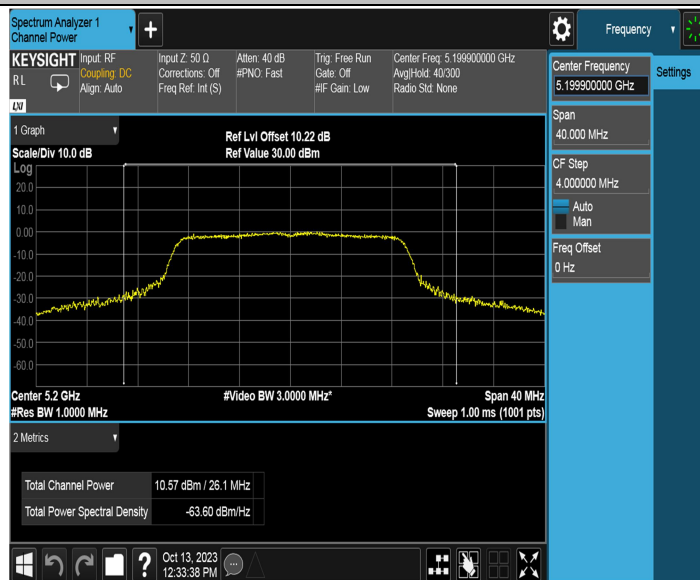 Spectrum Analyzer 1
Channel Power
Frequency
KEYSIGHT
RL
LXI
Input: RF
Coupling: DC
Align: Auto
Input Z: 50 Ω
Corrections: Off
Freq Ref: Int (S)
Atten: 40 dB
#PNO: Fast
Trig: Free Run
Gate: Off
#IF Gain: Low
Center Freq: 5.199900000 GHz
Avg|Hold: 40/300
Radio Std: None
Center Frequency
5.199900000 GHz
Settings
Span
40.000 MHz
CF Step
4.000000 MHz
Auto
Man
Freq Offset
0 Hz
1 Graph
Scale/Div 10.0 dB
Ref Lvl Offset 10.22 dB
Ref Value 30.00 dBm
Log
20.0
10.0
0.00
-10.0
-20.0
-30.0
-40.0
-50.0
-60.0
Center 5.2 GHz
#Video BW 3.0000 MHz*
Span 40 MHz
#Res BW 1.0000 MHz
Sweep 1.00 ms (1001 pts)
2 Metrics
Total Channel Power 10.57 dBm / 26.1 MHz
Total Power Spectral Density -63.60 dBm/Hz
?
Oct 13, 2023
12:33:38 PM